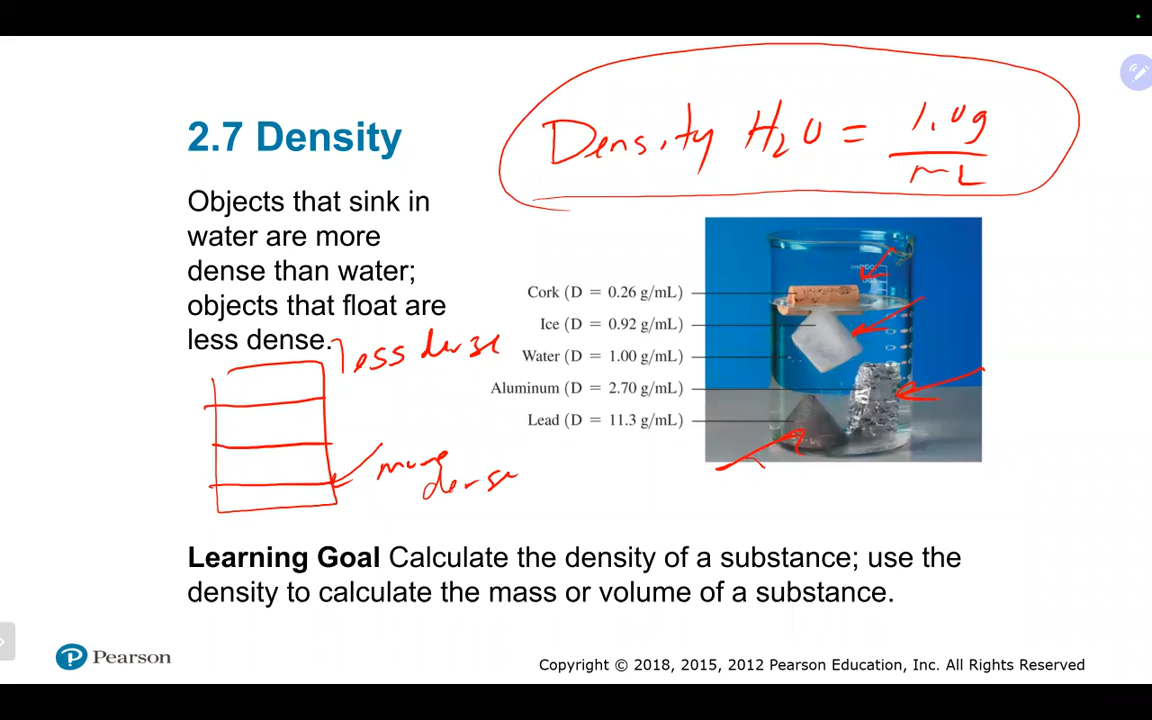 Density H2O = 1.0g
mL
2.7 Density
Objects that sink in
water are more
dense than water;
objects that float are
less dense.
less dense
more
dense
Cork (D = 0.26 g/mL)
Ice (D = 0.92 g/mL)
Water (D = 1.00 g/mL)
Aluminum (D = 2.70 g/mL)
Lead (D = 11.3 g/mL)
Learning Goal Calculate the density of a substance; use the
density to calculate the mass or volume of a substance.
P Pearson
Copyright © 2018, 2015, 2012 Pearson Education, Inc. All Rights Reserved